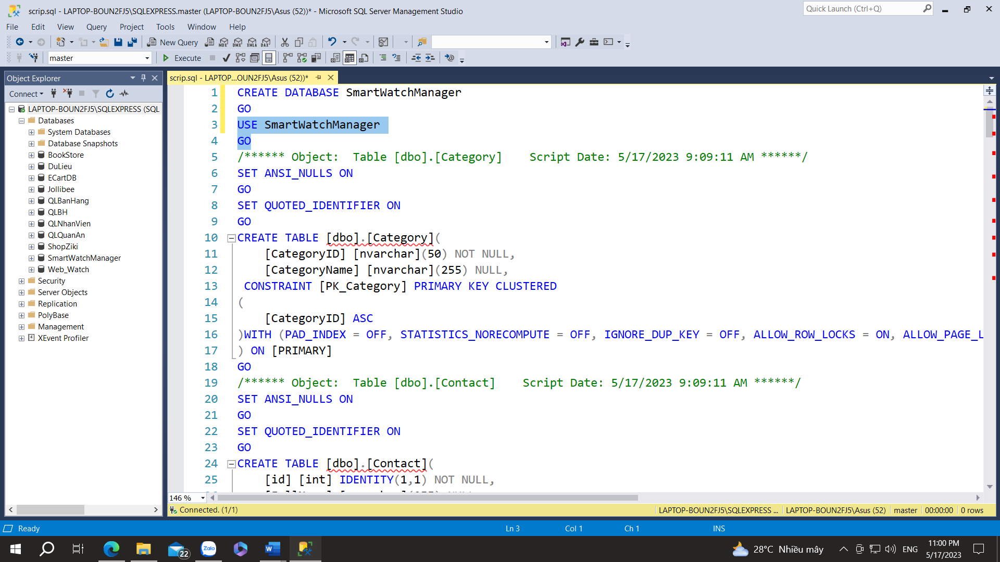 scrip.sql - LAPTOP-BOUN2FJ5\SQLEXPRESS.master (LAPTOP-BOUN2FJ5\Asus (52))* - Microsoft SQL Server Management Studio
Quick Launch (Ctrl+Q)
File Edit View Query Project Tools Window Help
New Query
MDX DMX XMLA DAX
master
Execute
Object Explorer
scrip.sql - LAPTOP...OUN2FJ5\Asus (52))*
Connect
LAPTOP-BOUN2FJ5\SQLEXPRESS (SQL
Databases
System Databases
Database Snapshots
BookStore
DuLieu
ECartDB
Jollibee
QLBanHang
QLBH
QLNhanVien
QLQuanAn
ShopZiki
SmartWatchManager
Web_Watch
Security
Server Objects
Replication
PolyBase
Management
XEvent Profiler
1 CREATE DATABASE SmartWatchManager
2 GO
3 USE SmartWatchManager
4 GO
5 /****** Object:  Table [dbo].[Category]    Script Date: 5/17/2023 9:09:11 AM ******/
6 SET ANSI_NULLS ON
7 GO
8 SET QUOTED_IDENTIFIER ON
9 GO
10 CREATE TABLE [dbo].[Category](
11 [CategoryID] [nvarchar](50) NOT NULL,
12 [CategoryName] [nvarchar](255) NULL,
13 CONSTRAINT [PK_Category] PRIMARY KEY CLUSTERED
14 (
15 [CategoryID] ASC
16 )WITH (PAD_INDEX = OFF, STATISTICS_NORECOMPUTE = OFF, IGNORE_DUP_KEY = OFF, ALLOW_ROW_LOCKS = ON, ALLOW_PAGE_L
17 ) ON [PRIMARY]
18 GO
19 /****** Object:  Table [dbo].[Contact]    Script Date: 5/17/2023 9:09:11 AM ******/
20 SET ANSI_NULLS ON
21 GO
22 SET QUOTED_IDENTIFIER ON
23 GO
24 CREATE TABLE [dbo].[Contact](
25 [id] [int] IDENTITY(1,1) NOT NULL,
146 %
Connected. (1/1)
LAPTOP-BOUN2FJ5\SQLEXPRESS ... LAPTOP-BOUN2FJ5\Asus (52) master 00:00:00 0 rows
Ready
Ln 3 Col 1 Ch 1 INS
22
Zalo
W
28°C Nhiều mây
ENG
11:00 PM
5/17/2023